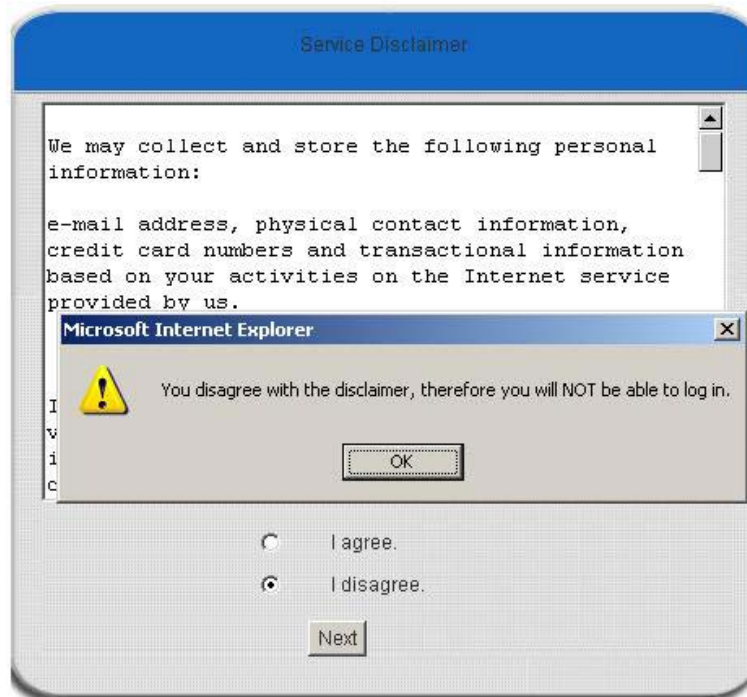 Service Disclaimer
We may collect and store the following personal
information:
e-mail address, physical contact information,
credit card numbers and transactional information
based on your activities on the Internet service
provided by us.
Microsoft Internet Explorer
You disagree with the disclaimer, therefore you will NOT be able to log in.
OK
I agree.
I disagree.
Next